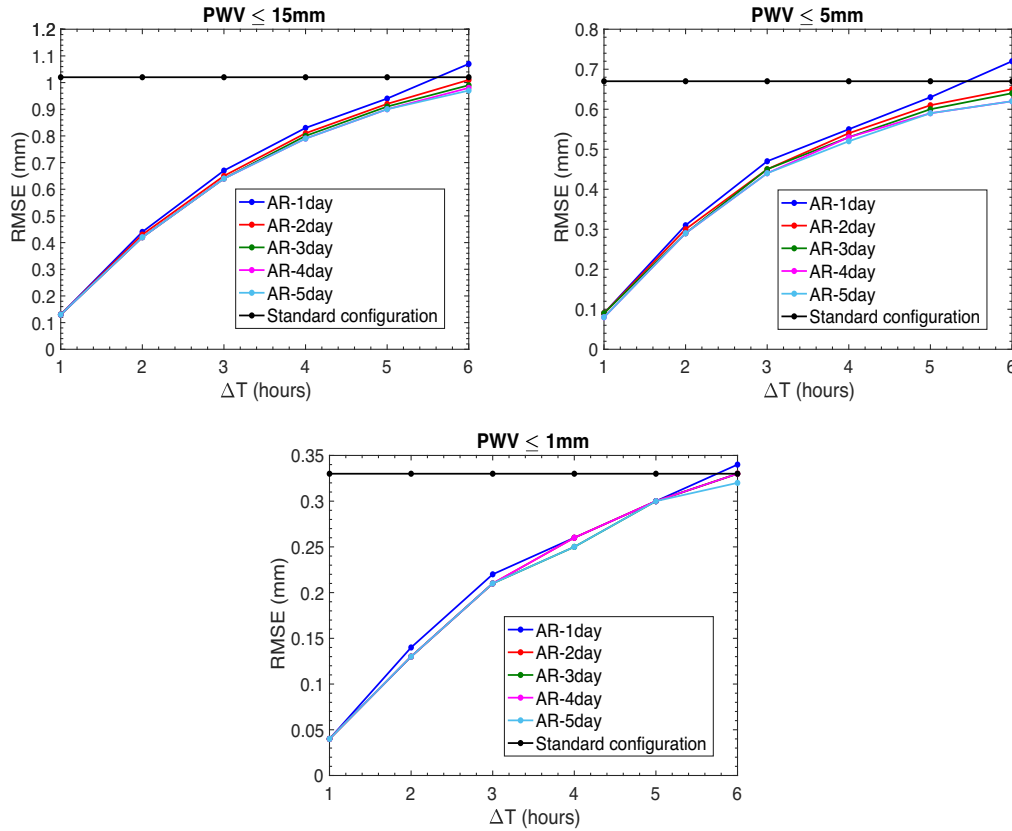 PWV ≤ 15mm
1.2
1.1
1
0.9
0.8
0.7
0.6
0.5
0.4
0.3
0.2
0.1
0
RMSE (mm)
AR-1day
AR-2day
AR-3day
AR-4day
AR-5day
Standard configuration
1 2 3 4 5 6
ΔT (hours)
PWV ≤ 5mm
0.8
0.7
0.6
0.5
0.4
0.3
0.2
0.1
0
RMSE (mm)
AR-1day
AR-2day
AR-3day
AR-4day
AR-5day
Standard configuration
1 2 3 4 5 6
ΔT (hours)
PWV ≤ 1mm
0.35
0.3
0.25
0.2
0.15
0.1
0.05
0
RMSE (mm)
AR-1day
AR-2day
AR-3day
AR-4day
AR-5day
Standard configuration
1 2 3 4 5 6
ΔT (hours)